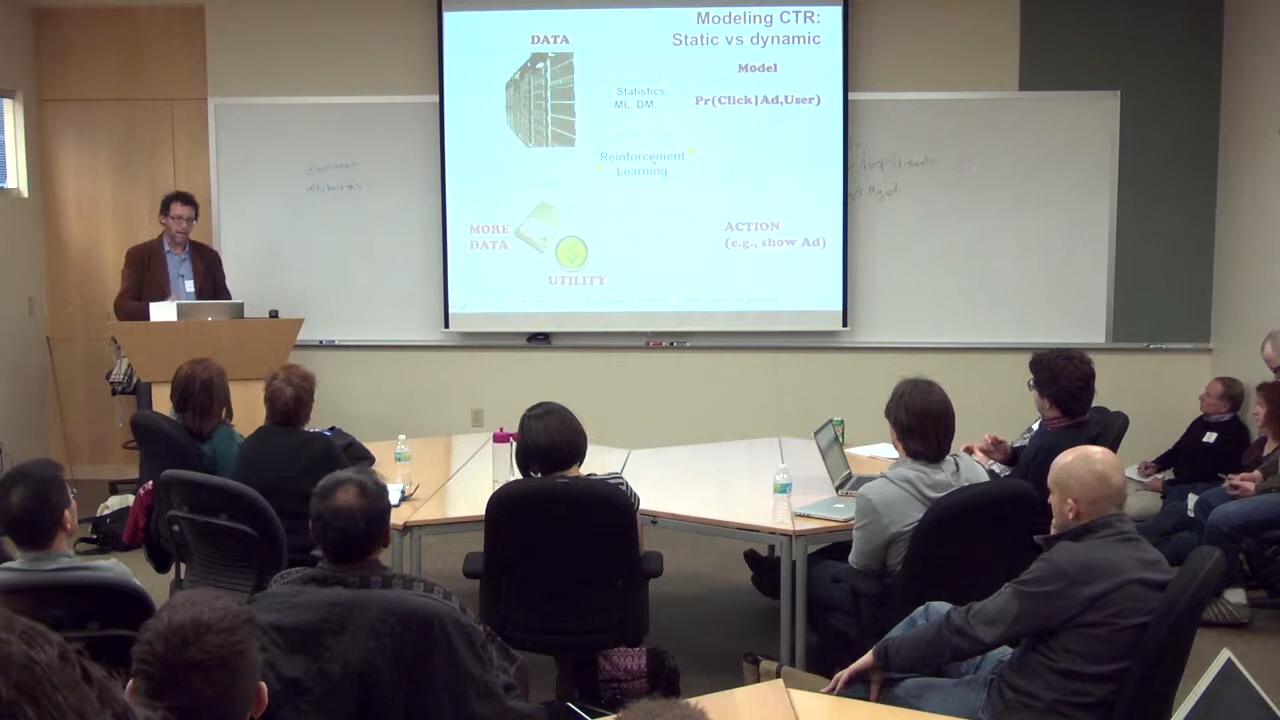 Modeling CTR:
Static vs dynamic
DATA
Model
Statistics,
ML, DM, ...
Pr(Click|Ad,User)
Reinforcement
Learning
MORE
DATA
ACTION
(e.g., show Ad)
UTILITY